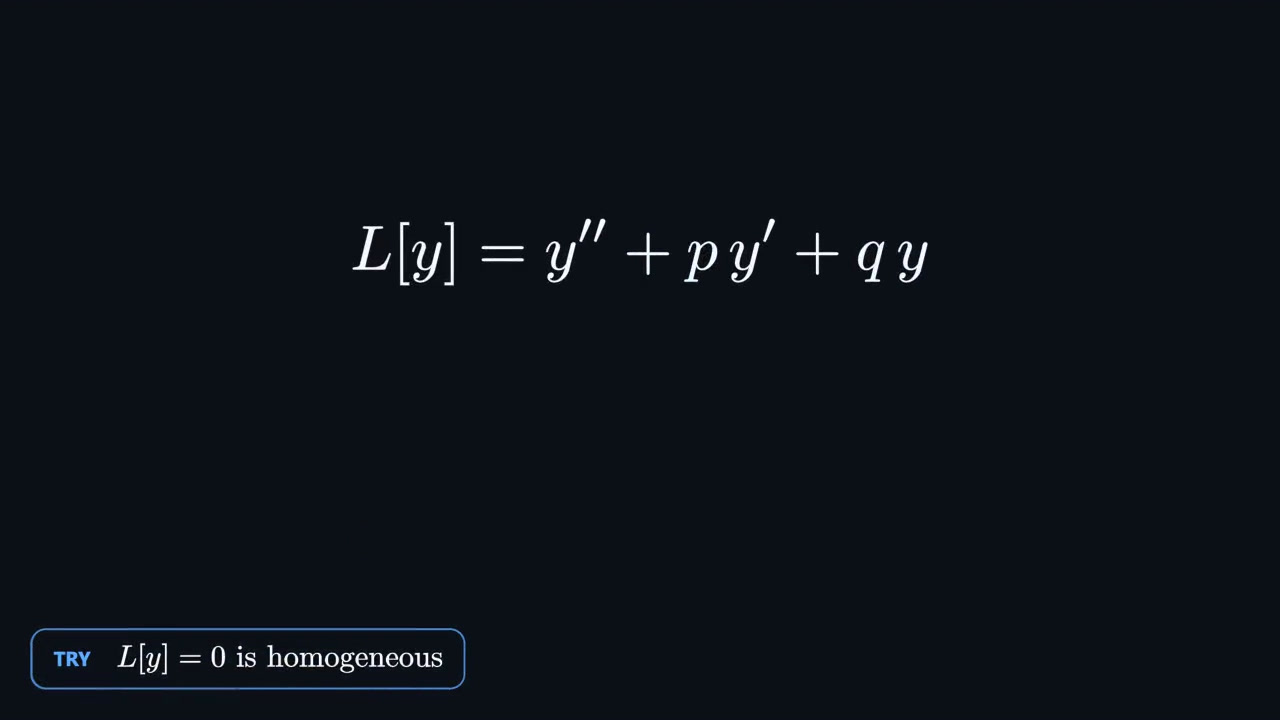 L[y] = y′′ + p y′ + q y
TRY L[y] = 0 is homogeneous